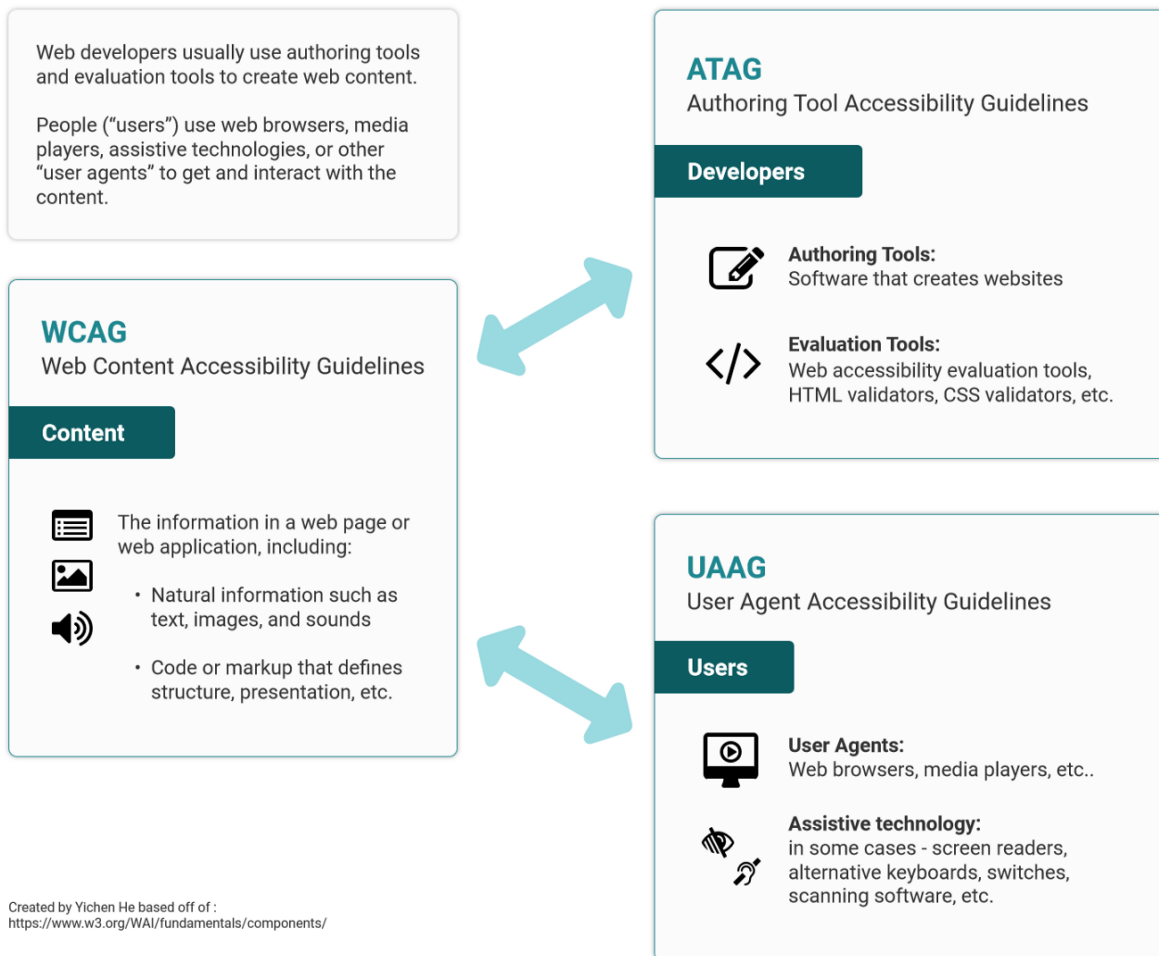 Web developers usually use authoring tools
and evaluation tools to create web content.
People (“users”) use web browsers, media
players, assistive technologies, or other
“user agents” to get and interact with the
content.
WCAG
Web Content Accessibility Guidelines
Content
The information in a web page or
web application, including:
• Natural information such as
text, images, and sounds
• Code or markup that defines
structure, presentation, etc.
ATAG
Authoring Tool Accessibility Guidelines
Developers
Authoring Tools:
Software that creates websites
</>
Evaluation Tools:
Web accessibility evaluation tools,
HTML validators, CSS validators, etc.
UAAG
User Agent Accessibility Guidelines
Users
User Agents:
Web browsers, media players, etc..
Assistive technology:
in some cases - screen readers,
alternative keyboards, switches,
scanning software, etc.
Created by Yichen He based off of :
https://www.w3.org/WAI/fundamentals/components/